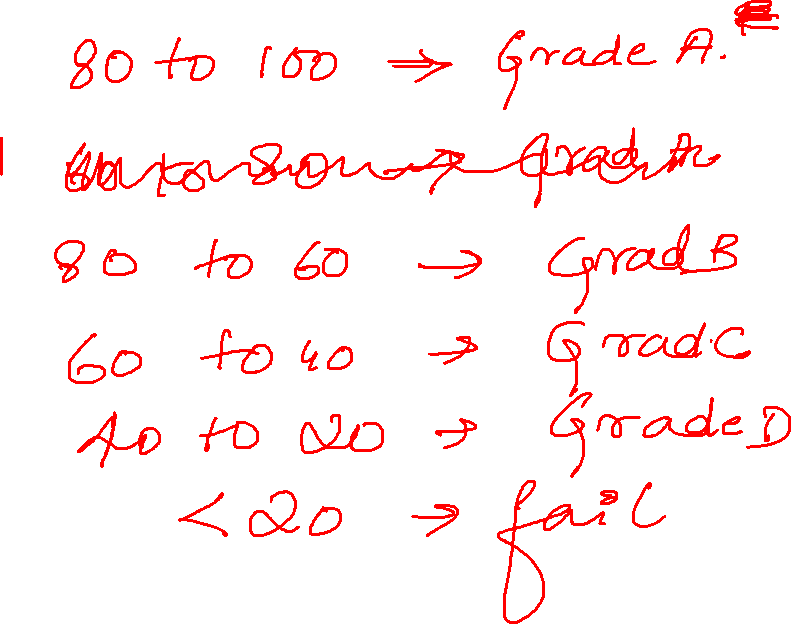 80 to 100 → Grade A.
80 to 60 → Grad B
60 to 40 → Grad C
40 to 20 → Grade D
< 20 → fail